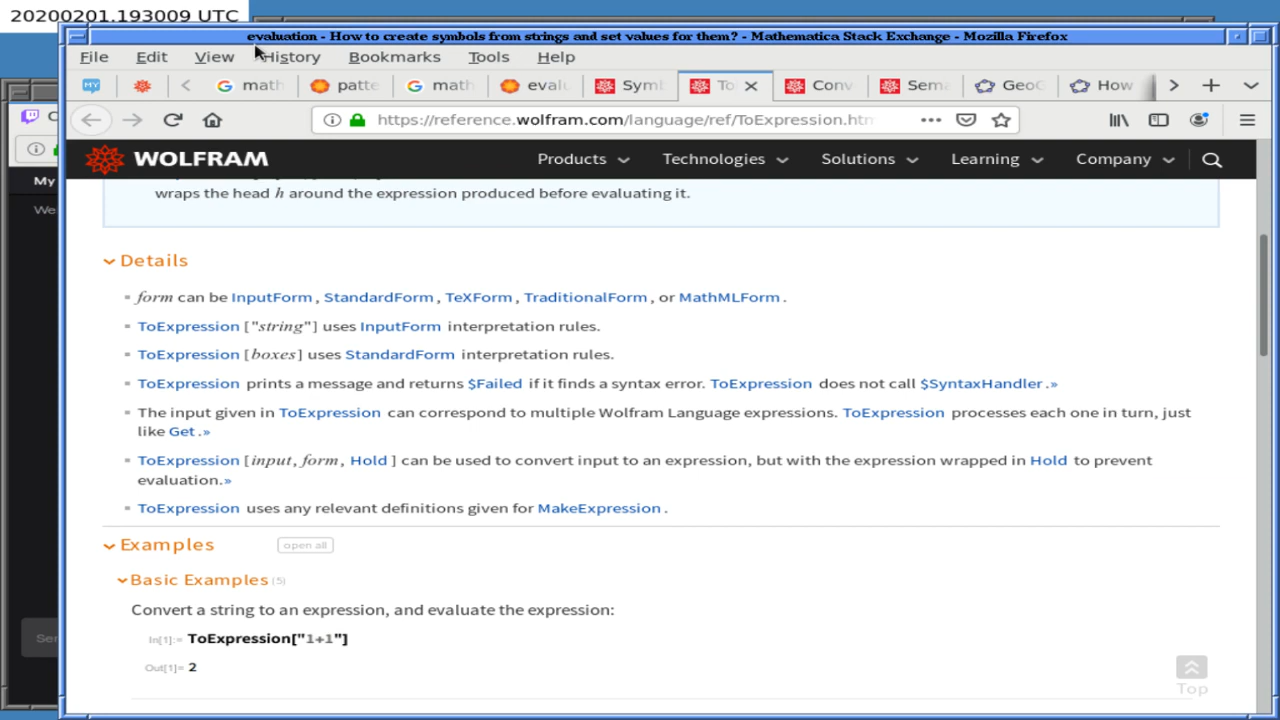 20200201.193009 UTC
evaluation - How to create symbols from strings and set values for them? - Mathematica Stack Exchange - Mozilla Firefox
File Edit View History Bookmarks Tools Help
MY math patte math evalu Symb To Conv Sema GeoG How
https://reference.wolfram.com/language/ref/ToExpression.htm
WOLFRAM Products Technologies Solutions Learning Company
My
We
wraps the head h around the expression produced before evaluating it.
Details
form can be InputForm, StandardForm, TeXForm, TraditionalForm, or MathMLForm.
ToExpression["string"] uses InputForm interpretation rules.
ToExpression[boxes] uses StandardForm interpretation rules.
ToExpression prints a message and returns $Failed if it finds a syntax error. ToExpression does not call $SyntaxHandler.»
The input given in ToExpression can correspond to multiple Wolfram Language expressions. ToExpression processes each one in turn, just
like Get.»
ToExpression[input, form, Hold] can be used to convert input to an expression, but with the expression wrapped in Hold to prevent
evaluation.»
ToExpression uses any relevant definitions given for MakeExpression.
Examples open all
Basic Examples (5)
Convert a string to an expression, and evaluate the expression:
In[1]:= ToExpression["1+1"]
Sen
Out[1]= 2
Top